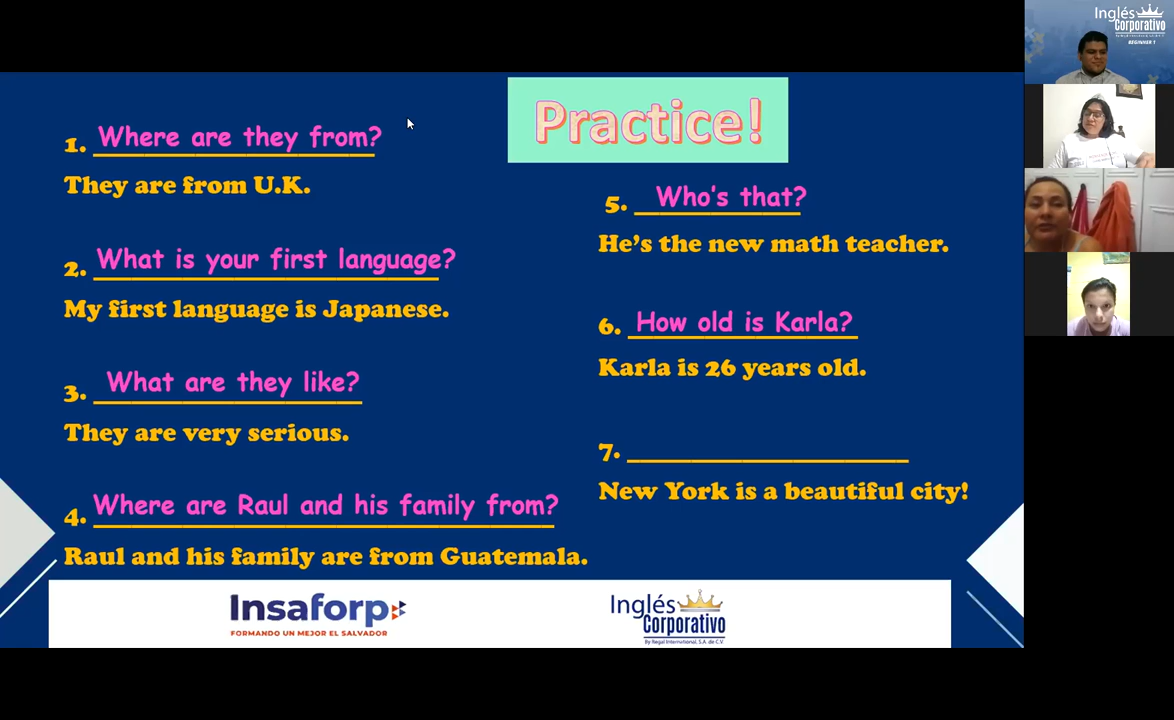 Practice!
1. Where are they from?
They are from U.K.
2. What is your first language?
My first language is Japanese.
3. What are they like?
They are very serious.
4. Where are Raul and his family from?
Raul and his family are from Guatemala.
5. Who's that?
He's the new math teacher.
6. How old is Karla?
Karla is 26 years old.
7. ____________________
New York is a beautiful city!
Insaforp
FORMANDO UN MEJOR EL SALVADOR
Inglés
Corporativo
By Regal International, S.A. de C.V.
Inglés
Corporativo
BEGINNER 1